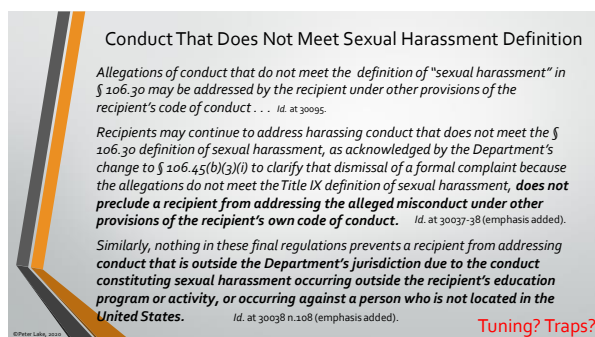 Conduct That Does Not Meet Sexual Harassment Definition
Allegations of conduct that do not meet the definition of “sexual harassment” in
§ 106.30 may be addressed by the recipient under other provisions of the
recipient’s code of conduct . . . Id. at 30095.
Recipients may continue to address harassing conduct that does not meet the §
106.30 definition of sexual harassment, as acknowledged by the Department’s
change to § 106.45(b)(3)(i) to clarify that dismissal of a formal complaint because
the allegations do not meet the Title IX definition of sexual harassment, does not
preclude a recipient from addressing the alleged misconduct under other
provisions of the recipient’s own code of conduct. Id. at 30037-38 (emphasis added).
Similarly, nothing in these final regulations prevents a recipient from addressing
conduct that is outside the Department’s jurisdiction due to the conduct
constituting sexual harassment occurring outside the recipient’s education
program or activity, or occurring against a person who is not located in the
United States. Id. at 30038 n.108 (emphasis added).
Tuning? Traps?
©Peter Lake, 2020